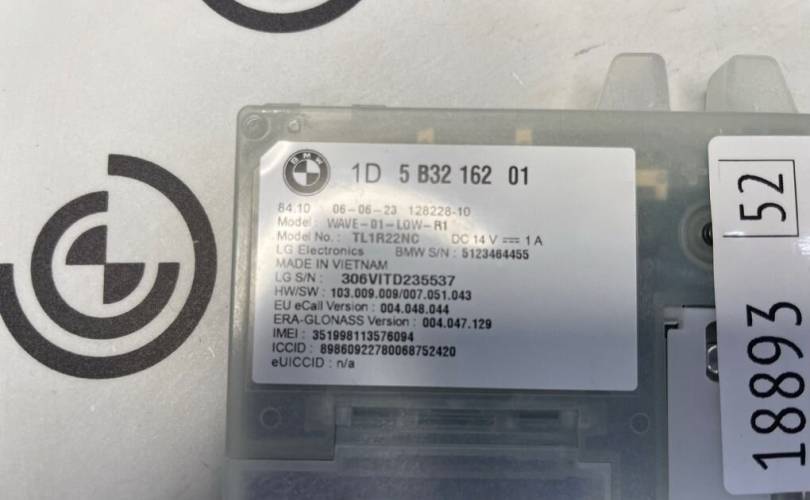 BMW
1D 5 B32 162 01
84.10 06-06-23 128228-10
Model: WAVE-01-LOW-R1
Model No.: TL1R22NC DC 14 V ⎓ 1 A
LG Electronics BMW S/N: 5123464455
MADE IN VIETNAM
LG S/N: 306VITD235537
HW/SW: 103.009.009/007.051.043
EU eCall Version: 004.048.044
ERA-GLONASS Version: 004.047.129
IMEI: 351998113576094
ICCID: 89860922780068752420
eUICCID: n/a
52
18893